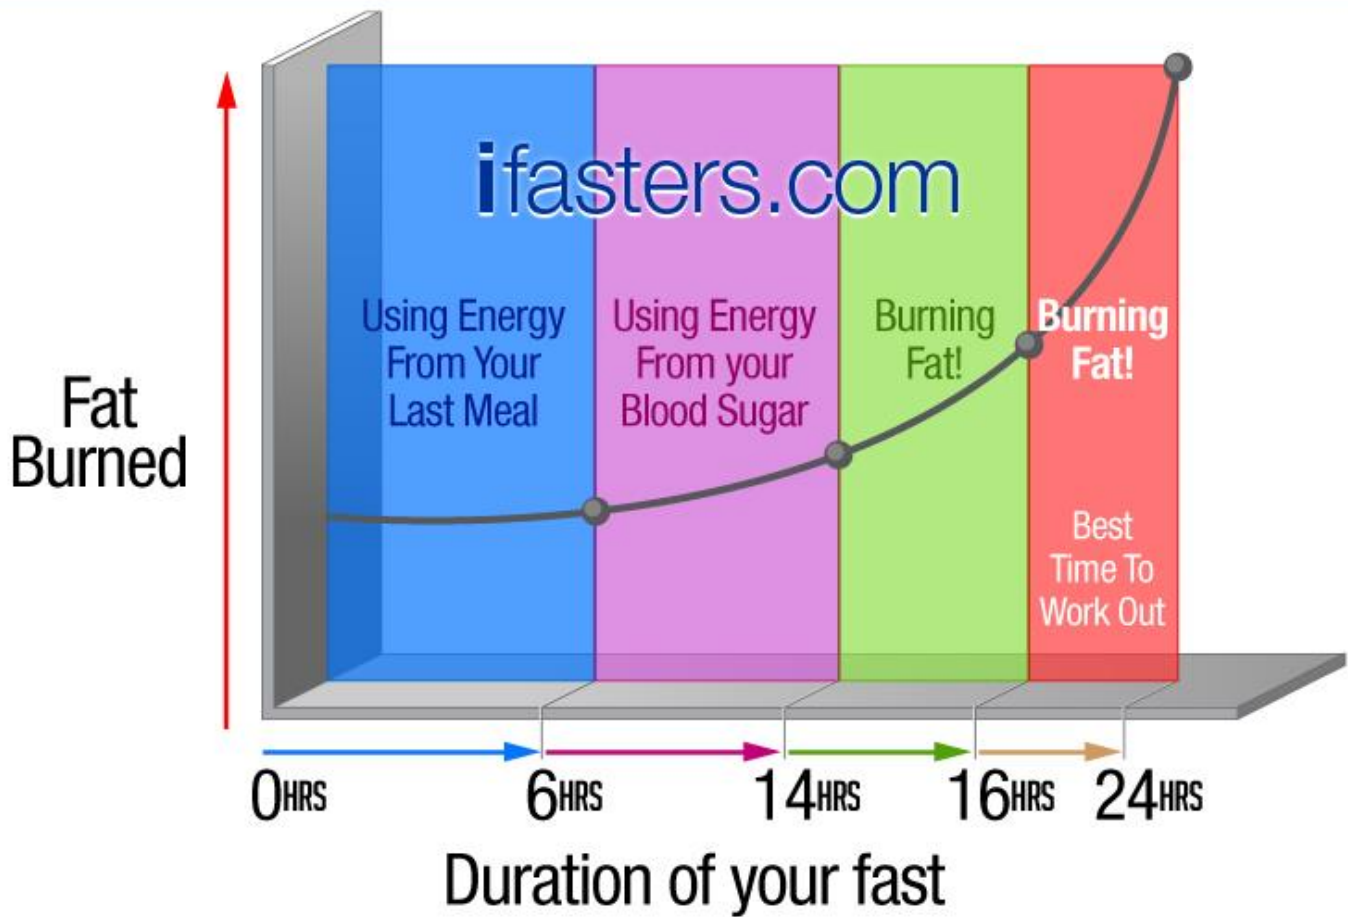 ifasters.com
Using Energy
From Your
Last Meal
Using Energy
From your
Blood Sugar
Burning
Fat!
Burning
Fat!
Best
Time To
Work Out
Fat
Burned
0HRS
6HRS
14HRS
16HRS
24HRS
Duration of your fast